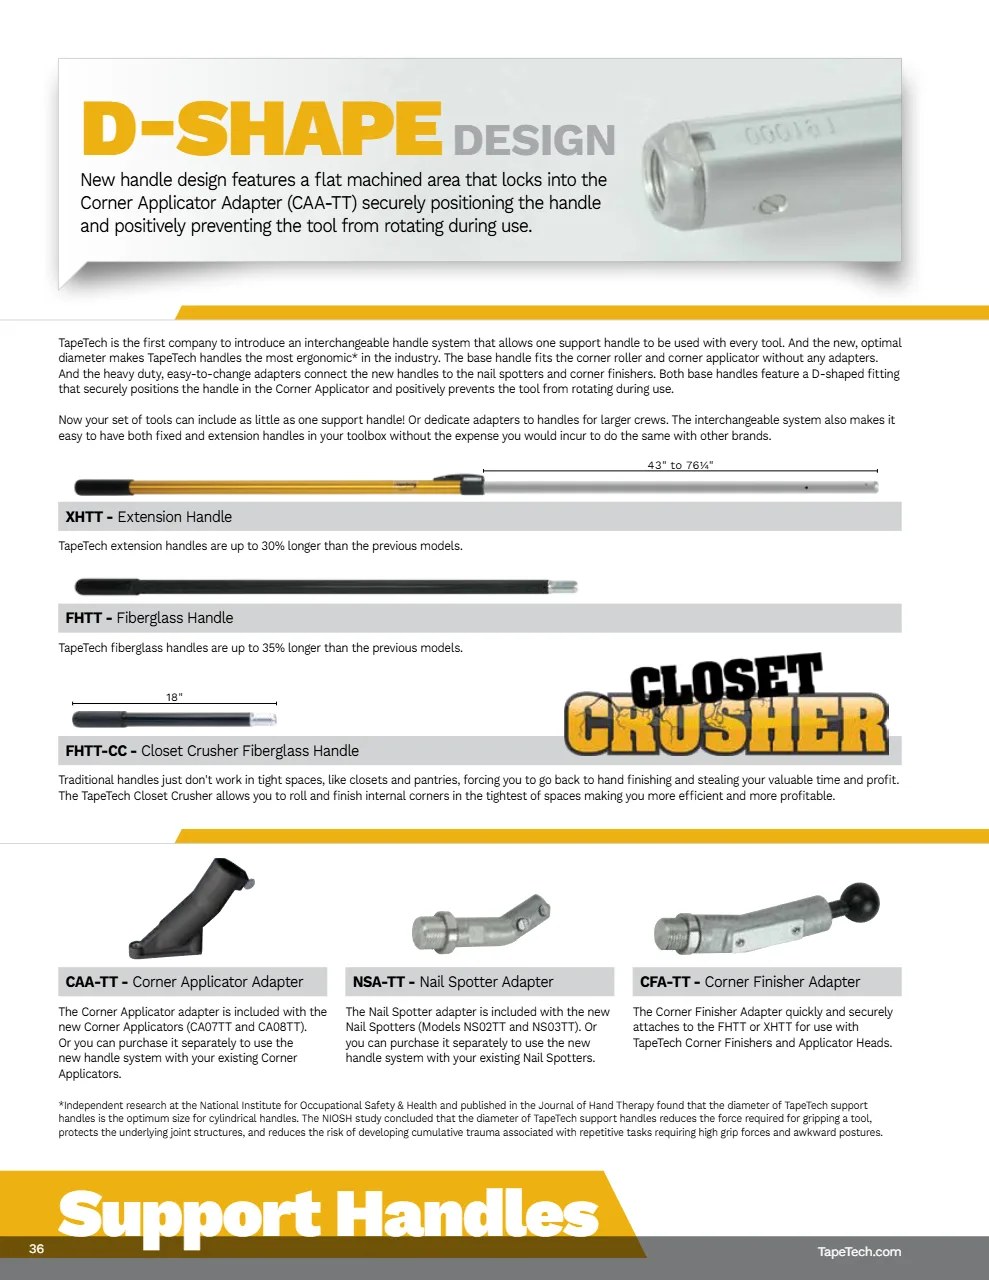 D-SHAPE DESIGN
New handle design features a flat machined area that locks into the
Corner Applicator Adapter (CAA-TT) securely positioning the handle
and positively preventing the tool from rotating during use.
TapeTech is the first company to introduce an interchangeable handle system that allows one support handle to be used with every tool. And the new, optimal
diameter makes TapeTech handles the most ergonomic* in the industry. The base handle fits the corner roller and corner applicator without any adapters.
And the heavy duty, easy-to-change adapters connect the new handles to the nail spotters and corner finishers. Both base handles feature a D-shaped fitting
that securely positions the handle in the Corner Applicator and positively prevents the tool from rotating during use.
Now your set of tools can include as little as one support handle! Or dedicate adapters to handles for larger crews. The interchangeable system also makes it
easy to have both fixed and extension handles in your toolbox without the expense you would incur to do the same with other brands.
43" to 76¼"
XHTT - Extension Handle
TapeTech extension handles are up to 30% longer than the previous models.
FHTT - Fiberglass Handle
TapeTech fiberglass handles are up to 35% longer than the previous models.
CLOSET
CRUSHER
18"
FHTT-CC - Closet Crusher Fiberglass Handle
Traditional handles just don't work in tight spaces, like closets and pantries, forcing you to go back to hand finishing and stealing your valuable time and profit.
The TapeTech Closet Crusher allows you to roll and finish internal corners in the tightest of spaces making you more efficient and more profitable.
CAA-TT - Corner Applicator Adapter
The Corner Applicator adapter is included with the
new Corner Applicators (CA07TT and CA08TT).
Or you can purchase it separately to use the
new handle system with your existing Corner
Applicators.
NSA-TT - Nail Spotter Adapter
The Nail Spotter adapter is included with the new
Nail Spotters (Models NS02TT and NS03TT). Or
you can purchase it separately to use the new
handle system with your existing Nail Spotters.
CFA-TT - Corner Finisher Adapter
The Corner Finisher Adapter quickly and securely
attaches to the FHTT or XHTT for use with
TapeTech Corner Finishers and Applicator Heads.
*Independent research at the National Institute for Occupational Safety & Health and published in the Journal of Hand Therapy found that the diameter of TapeTech support
handles is the optimum size for cylindrical handles. The NIOSH study concluded that the diameter of TapeTech support handles reduces the force required for gripping a tool,
protects the underlying joint structures, and reduces the risk of developing cumulative trauma associated with repetitive tasks requiring high grip forces and awkward postures.
Support Handles
36
TapeTech.com